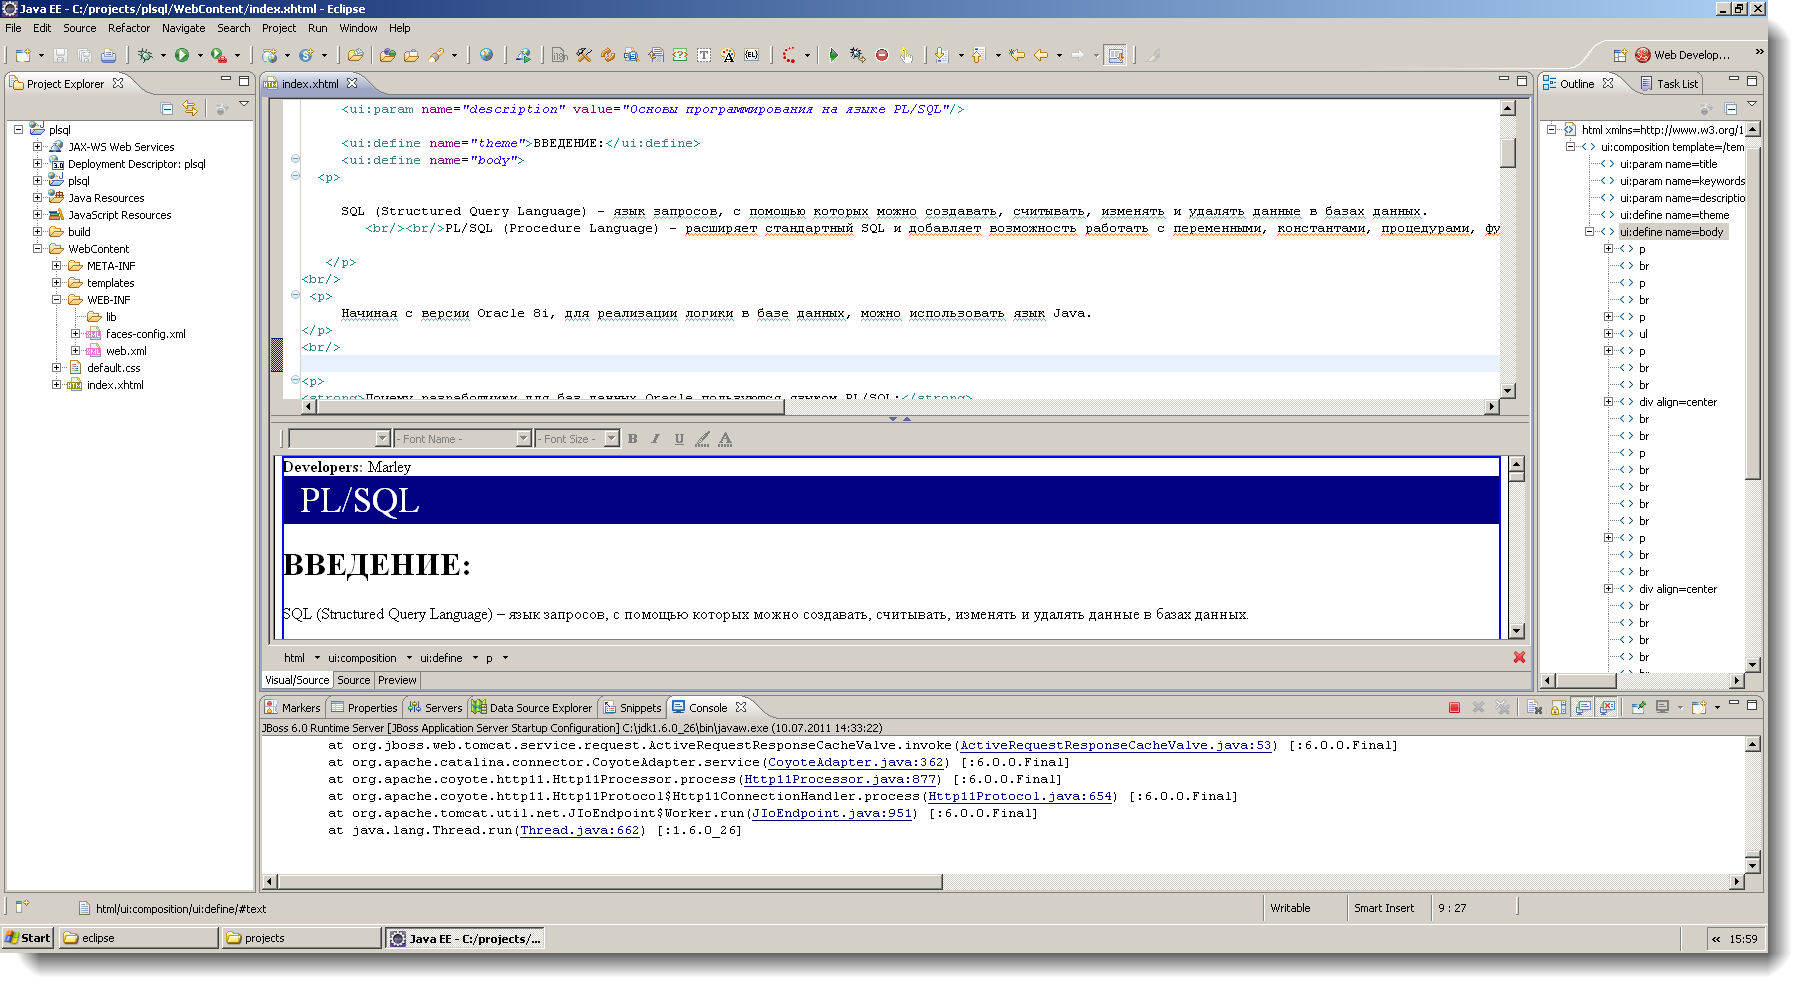 Java EE - C:/projects/plsql/WebContent/index.xhtml - Eclipse
File Edit Source Refactor Navigate Search Project Run Window Help
Web Develop...
Project Explorer
plsql
JAX-WS Web Services
Deployment Descriptor: plsql
plsql
Java Resources
JavaScript Resources
build
WebContent
META-INF
templates
WEB-INF
lib
faces-config.xml
web.xml
default.css
index.xhtml
index.xhtml
<ui:param name="description" value="Основы программирования на языке PL/SQL"/>
<ui:define name="theme">ВВЕДЕНИЕ:</ui:define>
<ui:define name="body">
<p>
SQL (Structured Query Language) – язык запросов, с помощью которых можно создавать, считывать, изменять и удалять данные в базах данных.
<br/><br/>PL/SQL (Procedure Language) – расширяет стандартный SQL и добавляет возможность работать с переменными, константами, процедурами, фу
</p>
<br/>
<p>
Начиная с версии Oracle 8i, для реализации логики в базе данных, можно использовать язык Java.
</p>
<br/>
<p>
<strong>Почему разработчики для баз данных Oracle пользуются языком PL/SQL:</strong>
- Font Name - - Font Size - B I U A
Developers: Marley
PL/SQL
ВВЕДЕНИЕ:
SQL (Structured Query Language) – язык запросов, с помощью которых можно создавать, считывать, изменять и удалять данные в базах данных.
html ui:composition ui:define p
Visual/Source Source Preview
Outline Task List
html xmlns=http://www.w3.org/1
ui:composition template=/tem
ui:param name=title
ui:param name=keywords
ui:param name=descriptio
ui:define name=theme
ui:define name=body
p
br
p
br
p
ul
p
br
br
div align=center
br
br
p
br
br
br
br
p
br
br
div align=center
br
br
br
br
Markers Properties Servers Data Source Explorer Snippets Console
JBoss 6.0 Runtime Server [JBoss Application Server Startup Configuration] C:\jdk1.6.0_26\bin\javaw.exe (10.07.2011 14:33:22)
at org.jboss.web.tomcat.service.request.ActiveRequestResponseCacheValve.invoke(ActiveRequestResponseCacheValve.java:53) [:6.0.0.Final]
at org.apache.catalina.connector.CoyoteAdapter.service(CoyoteAdapter.java:362) [:6.0.0.Final]
at org.apache.coyote.http11.Http11Processor.process(Http11Processor.java:877) [:6.0.0.Final]
at org.apache.coyote.http11.Http11Protocol$Http11ConnectionHandler.process(Http11Protocol.java:654) [:6.0.0.Final]
at org.apache.tomcat.util.net.JIoEndpoint$Worker.run(JIoEndpoint.java:951) [:6.0.0.Final]
at java.lang.Thread.run(Thread.java:662) [:1.6.0_26]
html/ui:composition/ui:define/#text
Writable Smart Insert 9 : 27
Start eclipse projects Java EE - C:/projects/... « 15:59